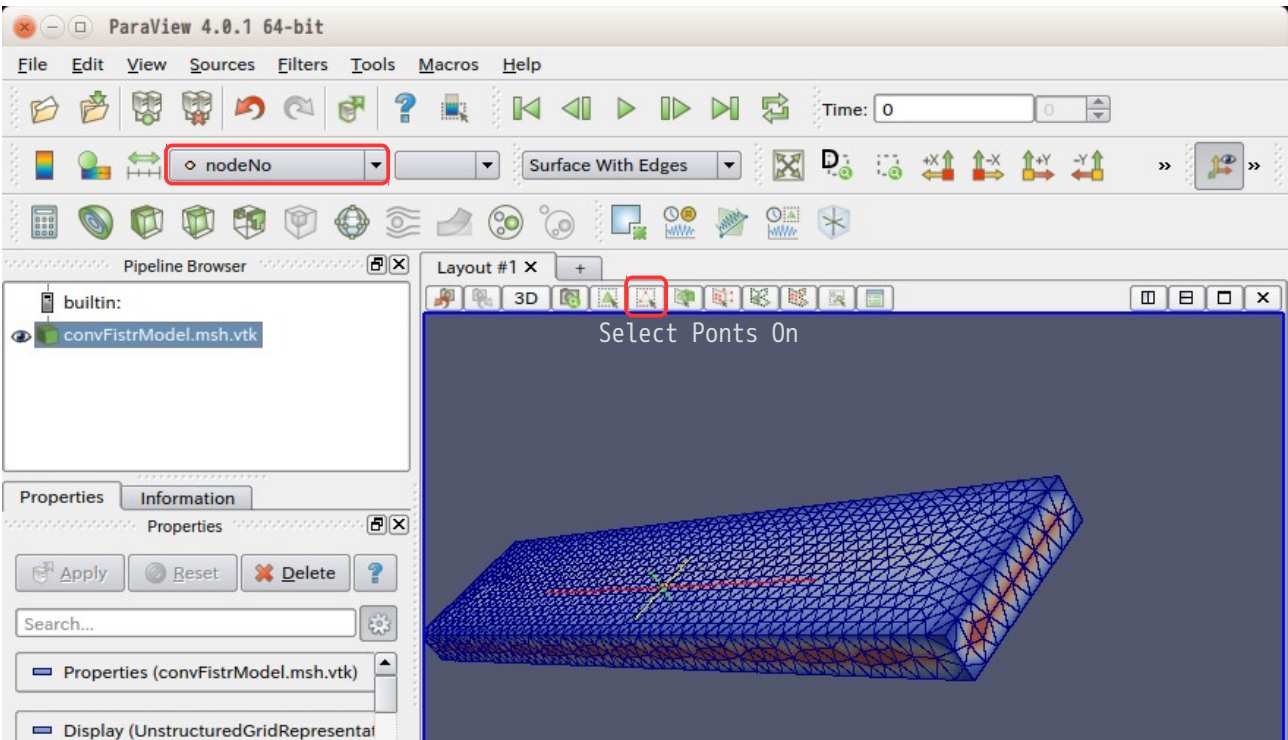 ParaView 4.0.1 64-bit
File Edit View Sources Filters Tools Macros Help
? Time: 0 0
nodeNo Surface With Edges D +X -X +Y -Y » »
Pipeline Browser
Layout #1 X +
3D
builtin:
convFistrModel.msh.vtk
Select Ponts On
Properties Information
Properties
Apply Reset Delete ?
Search...
Properties (convFistrModel.msh.vtk)
Display (UnstructuredGridRepresentat